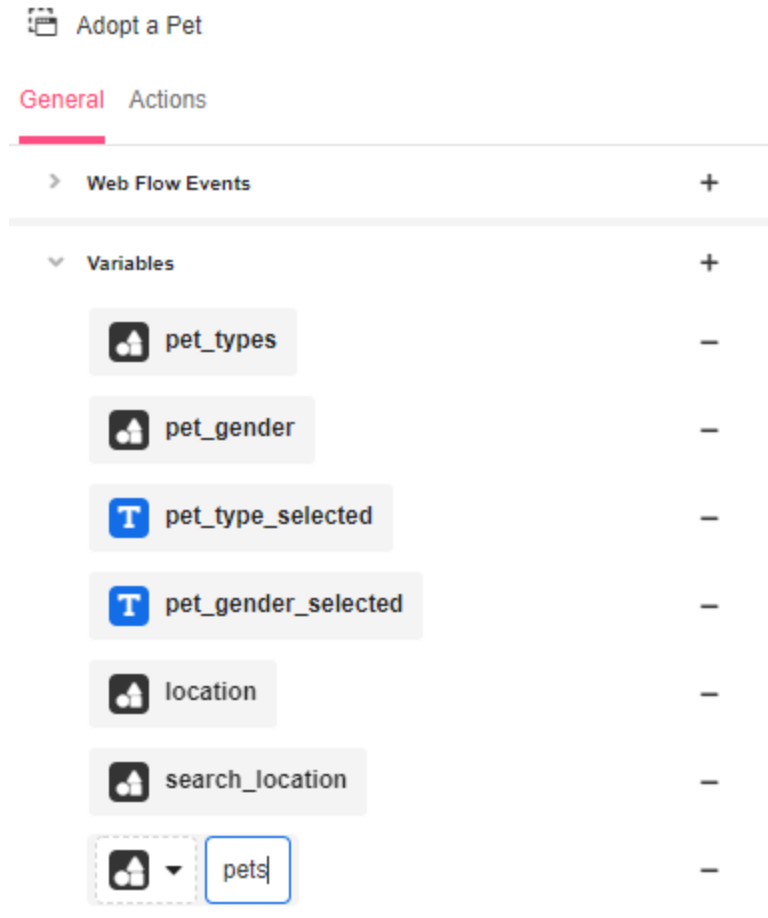 Adopt a Pet
General Actions
Web Flow Events
Variables
pet_types
pet_gender
pet_type_selected
pet_gender_selected
location
search_location
pets